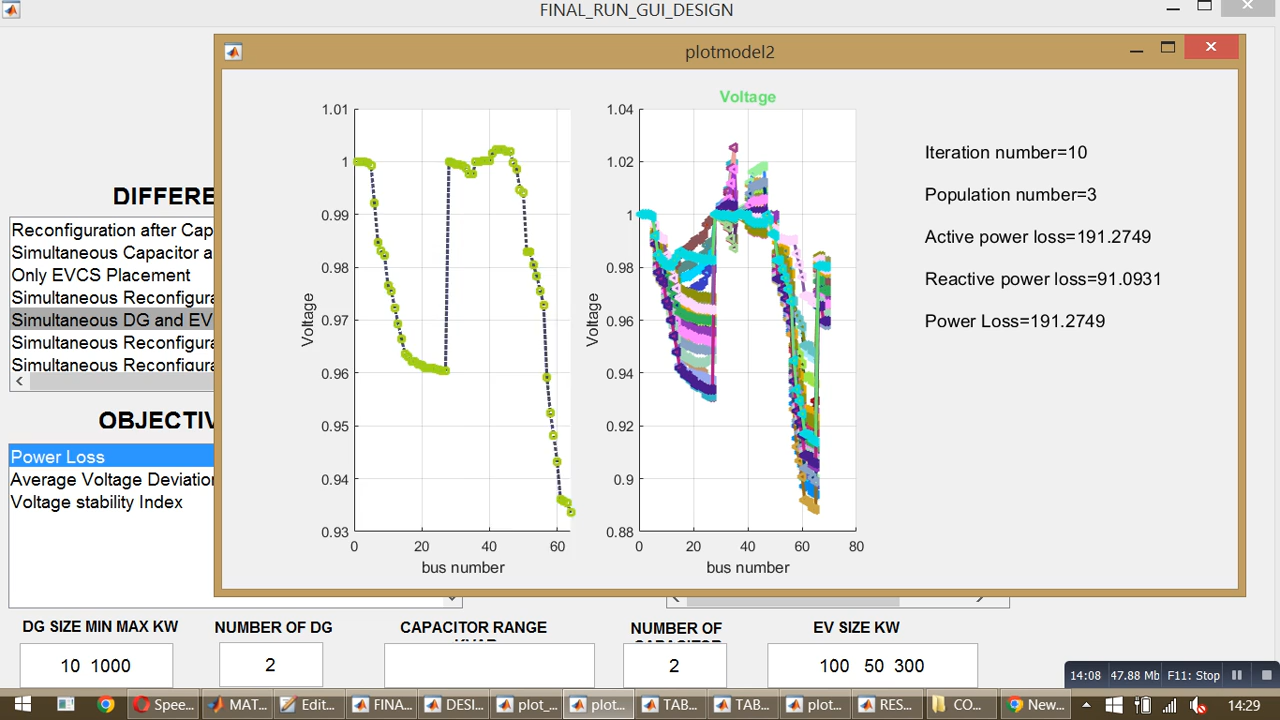 FINAL_RUN_GUI_DESIGN
plotmodel2
DIFFERE
Reconfiguration after Cap
Simultaneous Capacitor a
Only EVCS Placement
Simultaneous Reconfigura
Simultaneous DG and EV
Simultaneous Reconfigura
Simultaneous Reconfigura
OBJECTIV
Power Loss
Average Voltage Deviation
Voltage stability Index
1.01
1
0.99
0.98
0.97
0.96
0.95
0.94
0.93
Voltage
0 20 40 60
bus number
Voltage
1.04
1.02
1
0.98
0.96
0.94
0.92
0.9
0.88
Voltage
0 20 40 60 80
bus number
Iteration number=10
Population number=3
Active power loss=191.2749
Reactive power loss=91.0931
Power Loss=191.2749
DG SIZE MIN MAX KW
10 1000
NUMBER OF DG
2
CAPACITOR RANGE
NUMBER OF
2
EV SIZE KW
100 50 300
14:08 47.88 Mb F11: Stop
Spee... MAT... Edit... FINA... DESI... plot_... plot... TAB... TAB... plot... RES... CO... New... 14:29